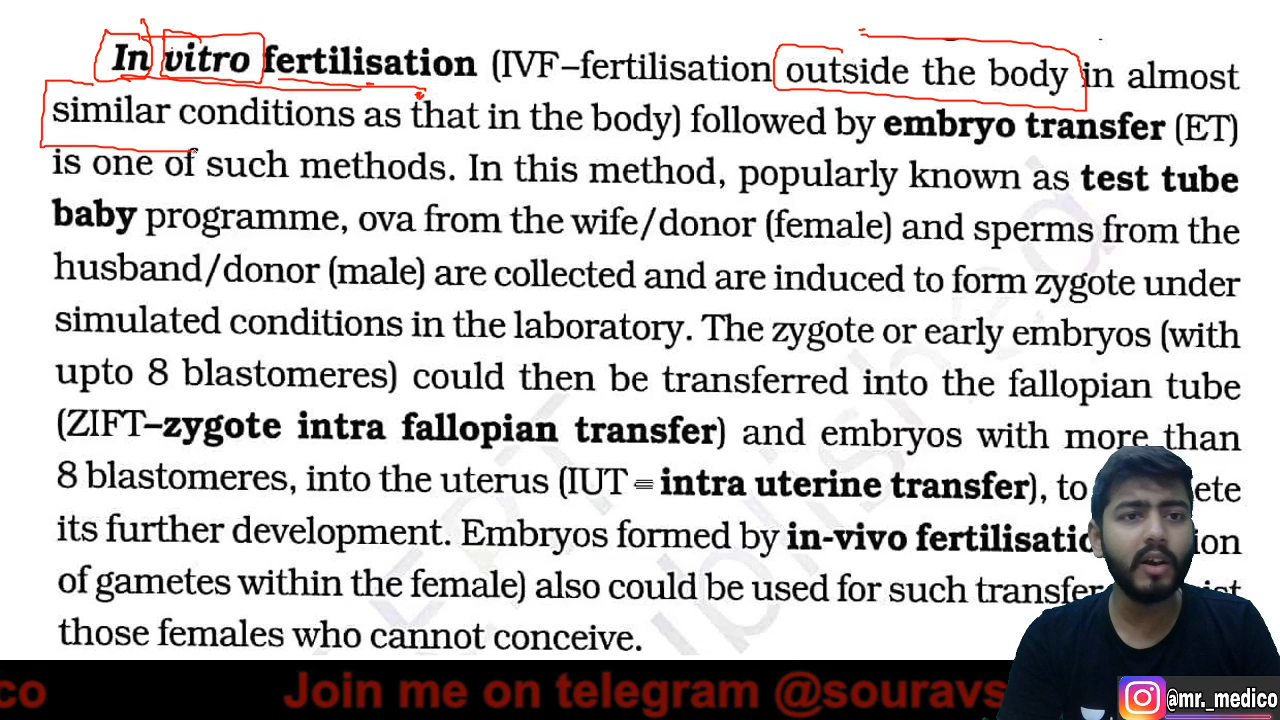 In vitro fertilisation (IVF–fertilisation outside the body in almost
similar conditions as that in the body) followed by embryo transfer (ET)
is one of such methods. In this method, popularly known as test tube
baby programme, ova from the wife/donor (female) and sperms from the
husband/donor (male) are collected and are induced to form zygote under
simulated conditions in the laboratory. The zygote or early embryos (with
upto 8 blastomeres) could then be transferred into the fallopian tube
(ZIFT–zygote intra fallopian transfer) and embryos with more than
8 blastomeres, into the uterus (IUT – intra uterine transfer), to
its further development. Embryos formed by in-vivo
of gametes within the female) also could be used for such
those females who cannot conceive.
Join me on telegram
@mr._medico